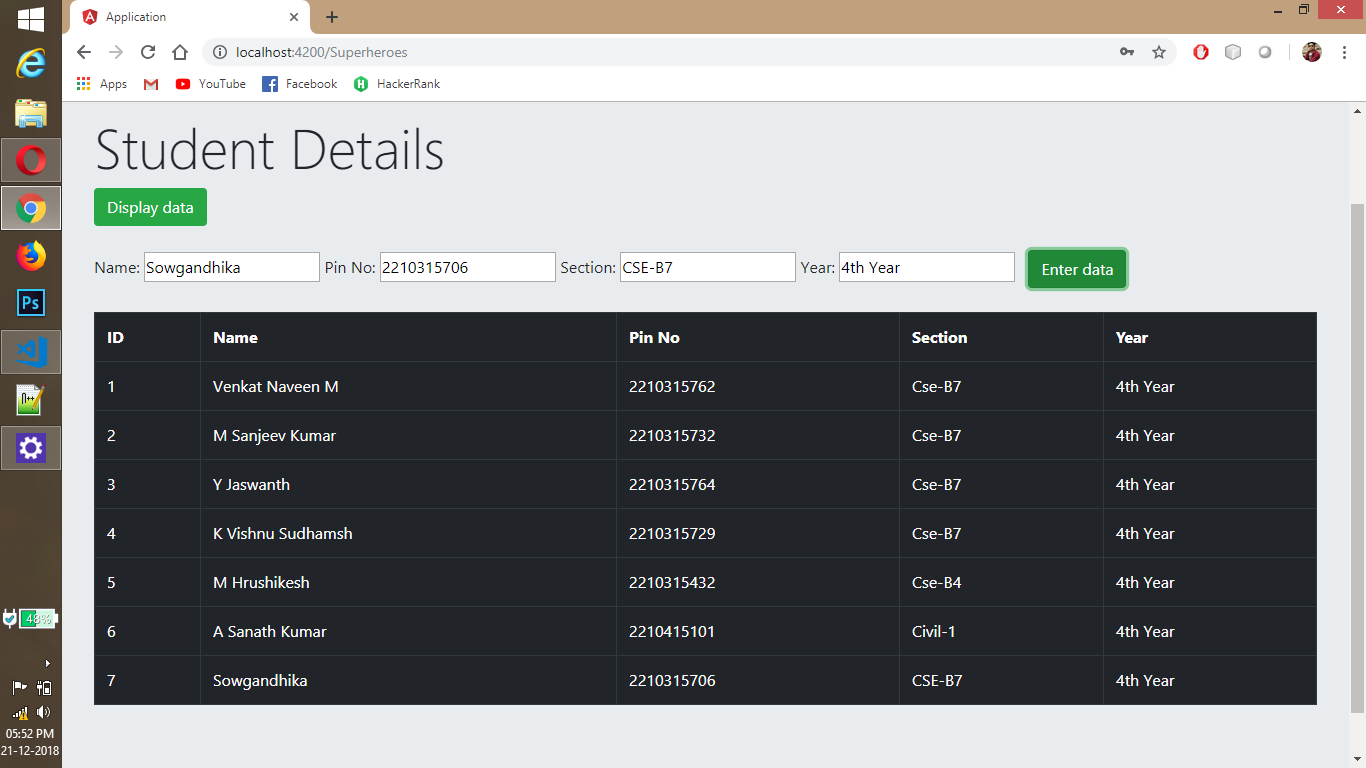 Application
localhost:4200/Superheroes
Apps YouTube Facebook HackerRank
Student Details
Display data
Name: Sowgandhika Pin No: 2210315706 Section: CSE-B7 Year: 4th Year Enter data
ID Name Pin No Section Year
1 Venkat Naveen M 2210315762 Cse-B7 4th Year
2 M Sanjeev Kumar 2210315732 Cse-B7 4th Year
3 Y Jaswanth 2210315764 Cse-B7 4th Year
4 K Vishnu Sudhamsh 2210315729 Cse-B7 4th Year
5 M Hrushikesh 2210315432 Cse-B4 4th Year
6 A Sanath Kumar 2210415101 Civil-1 4th Year
7 Sowgandhika 2210315706 CSE-B7 4th Year
Ps
48%
05:52 PM
21-12-2018